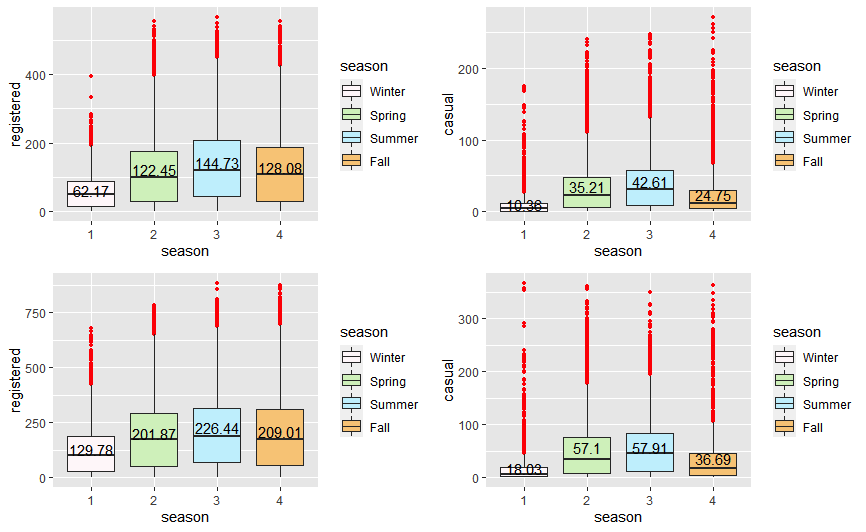 registered
400
200
0
62.17
122.45
144.73
128.08
1 2 3 4
season
season
Winter
Spring
Summer
Fall
casual
200
100
0
10.36
35.21
42.61
24.75
1 2 3 4
season
season
Winter
Spring
Summer
Fall
registered
750
500
250
0
129.78
201.87
226.44
209.01
1 2 3 4
season
season
Winter
Spring
Summer
Fall
casual
300
200
100
0
18.03
57.1
57.91
36.69
1 2 3 4
season
season
Winter
Spring
Summer
Fall